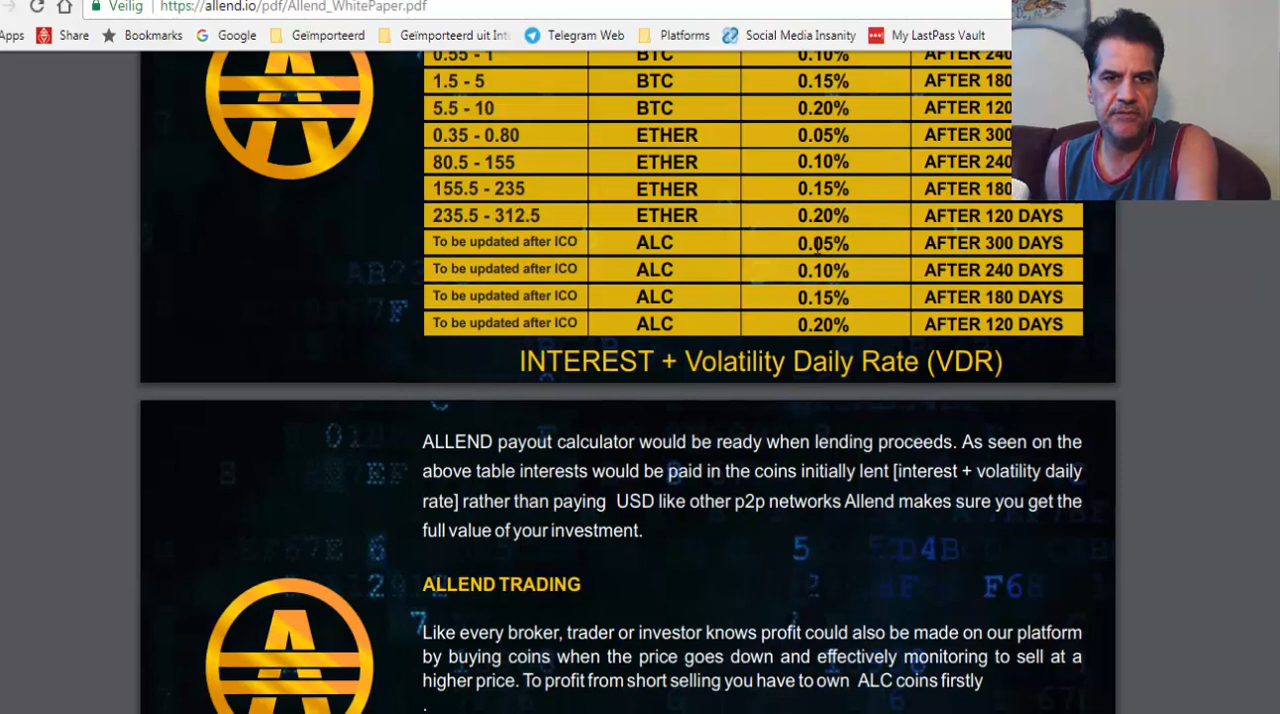 Veilig https://allend.io/pdf/Allend_WhitePaper.pdf
Apps Share Bookmarks Google Geïmporteerd Geïmporteerd uit Telegram Web Platforms Social Media Insanity My LastPass Vault
0.55 - 1 BTC 0.10% AFTER 240
1.5 - 5 BTC 0.15% AFTER 180
5.5 - 10 BTC 0.20% AFTER 120
0.35 - 0.80 ETHER 0.05% AFTER 300
80.5 - 155 ETHER 0.10% AFTER 240
155.5 - 235 ETHER 0.15% AFTER 180
235.5 - 312.5 ETHER 0.20% AFTER 120 DAYS
To be updated after ICO ALC 0.05% AFTER 300 DAYS
To be updated after ICO ALC 0.10% AFTER 240 DAYS
To be updated after ICO ALC 0.15% AFTER 180 DAYS
To be updated after ICO ALC 0.20% AFTER 120 DAYS
INTEREST + Volatility Daily Rate (VDR)
ALLEND payout calculator would be ready when lending proceeds. As seen on the
above table interests would be paid in the coins initially lent [interest + volatility daily
rate] rather than paying USD like other p2p networks Allend makes sure you get the
full value of your investment.
ALLEND TRADING
Like every broker, trader or investor knows profit could also be made on our platform
by buying coins when the price goes down and effectively monitoring to sell at a
higher price. To profit from short selling you have to own ALC coins firstly
.